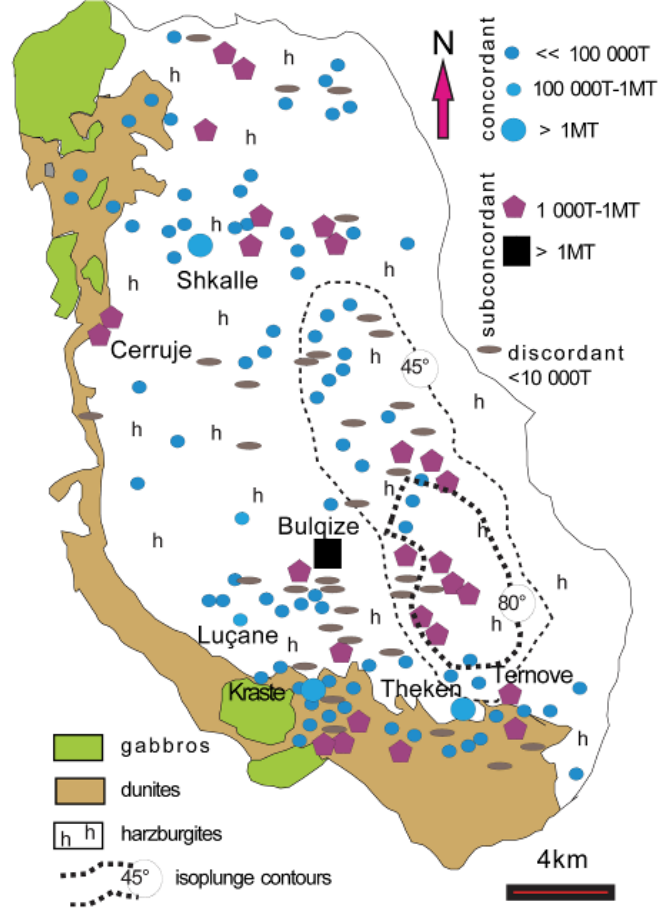 N
concordant
<< 100 000T
100 000T-1MT
> 1MT
subconcordant
1 000T-1MT
> 1MT
discordant
<10 000T
h
h
h
h
Shkalle
h
h
h
Cerruje
h
45°
h
h
h
h
h
Bulqize
h
h
h
80°
h
h
Luçane
h
Kraste
Theken
Ternove
h
gabbros
dunites
h h
harzburgites
45°
isoplunge contours
4km